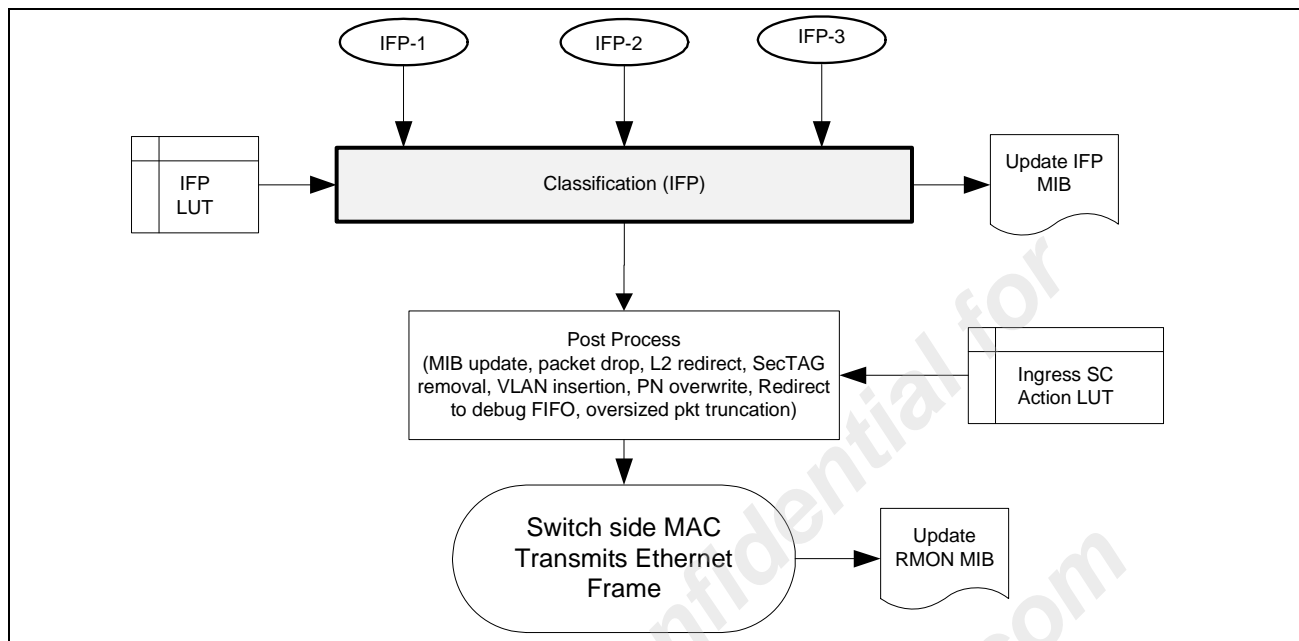 IFP-1
IFP-2
IFP-3
IFP
LUT
Classification (IFP)
Update IFP
MIB
Post Process
(MIB update, packet drop, L2 redirect, SecTAG
removal, VLAN insertion, PN overwrite, Redirect
to debug FIFO, oversized pkt truncation)
Ingress SC
Action LUT
Switch side MAC
Transmits Ethernet
Frame
Update
RMON MIB
for